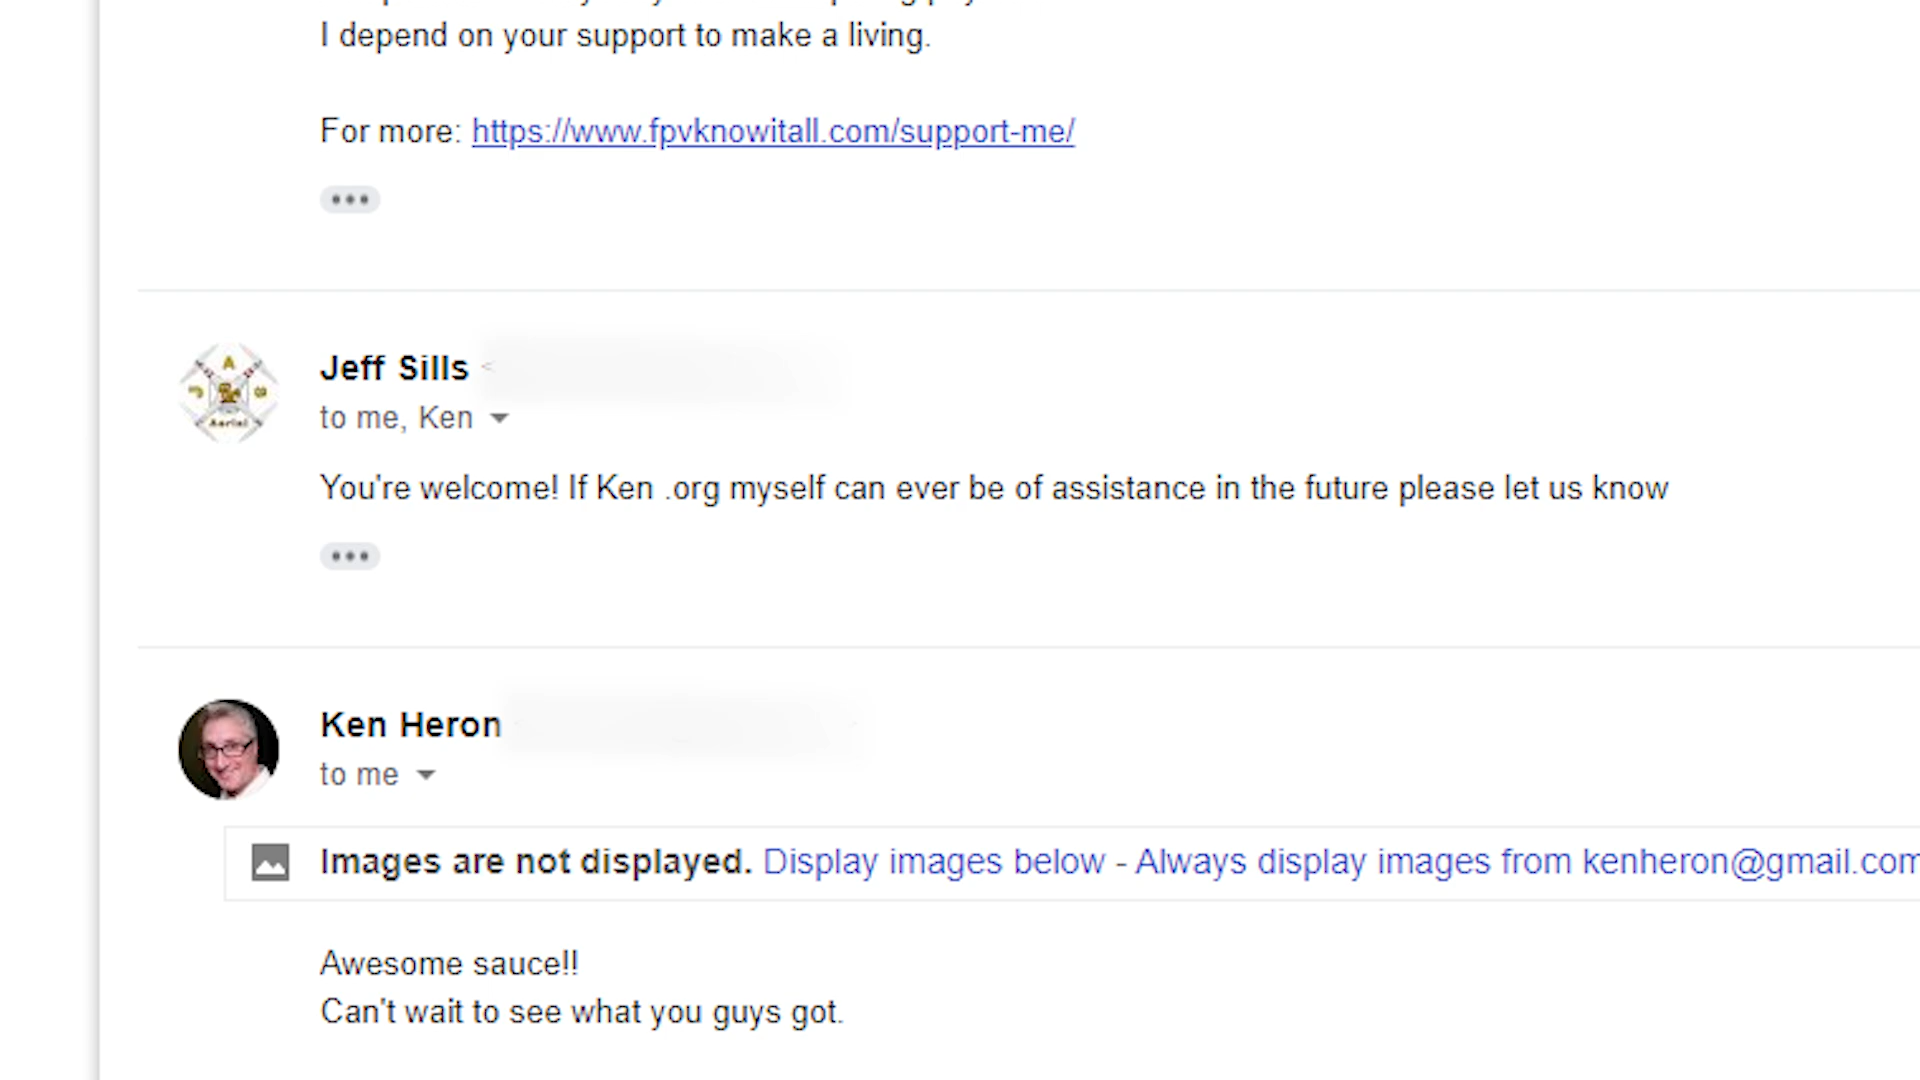 I depend on your support to make a living.
For more: https://www.fpvknowitall.com/support-me/
Jeff Sills
to me, Ken
You're welcome! If Ken .org myself can ever be of assistance in the future please let us know
Ken Heron
to me
Images are not displayed. Display images below - Always display images from kenheron@gmail.com
Awesome sauce!!
Can't wait to see what you guys got.